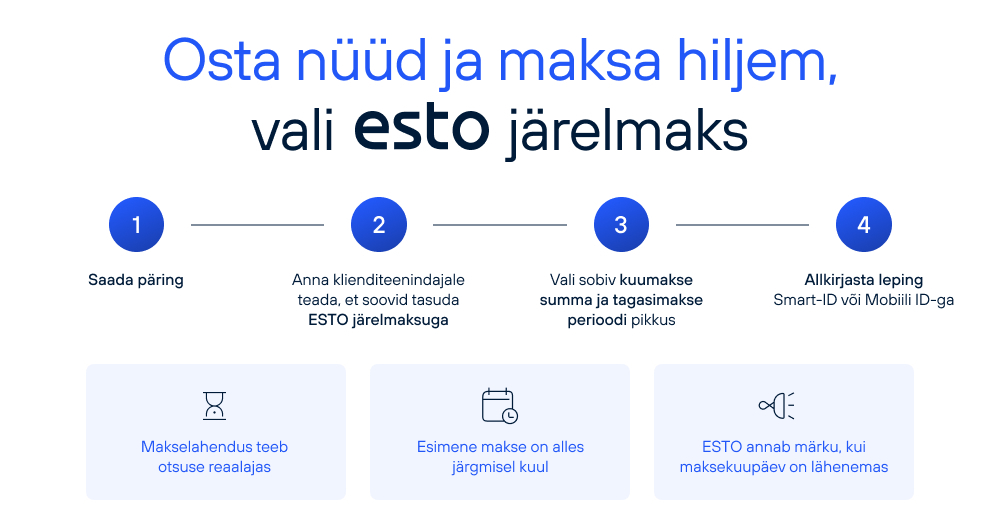 Osta nüüd ja maksa hiljem,
vali esto järelmaks
1
2
3
4
Saada päring
Anna klienditeenindajale
teada, et soovid tasuda
ESTO järelmaksuga
Vali sobiv kuumakse
summa ja tagasimakse
perioodi pikkus
Allkirjasta leping
Smart-ID või Mobiili ID-ga
Makselahendus teeb
otsuse reaalajas
Esimene makse on alles
järgmisel kuul
ESTO annab märku, kui
maksekuupäev on lähenemas